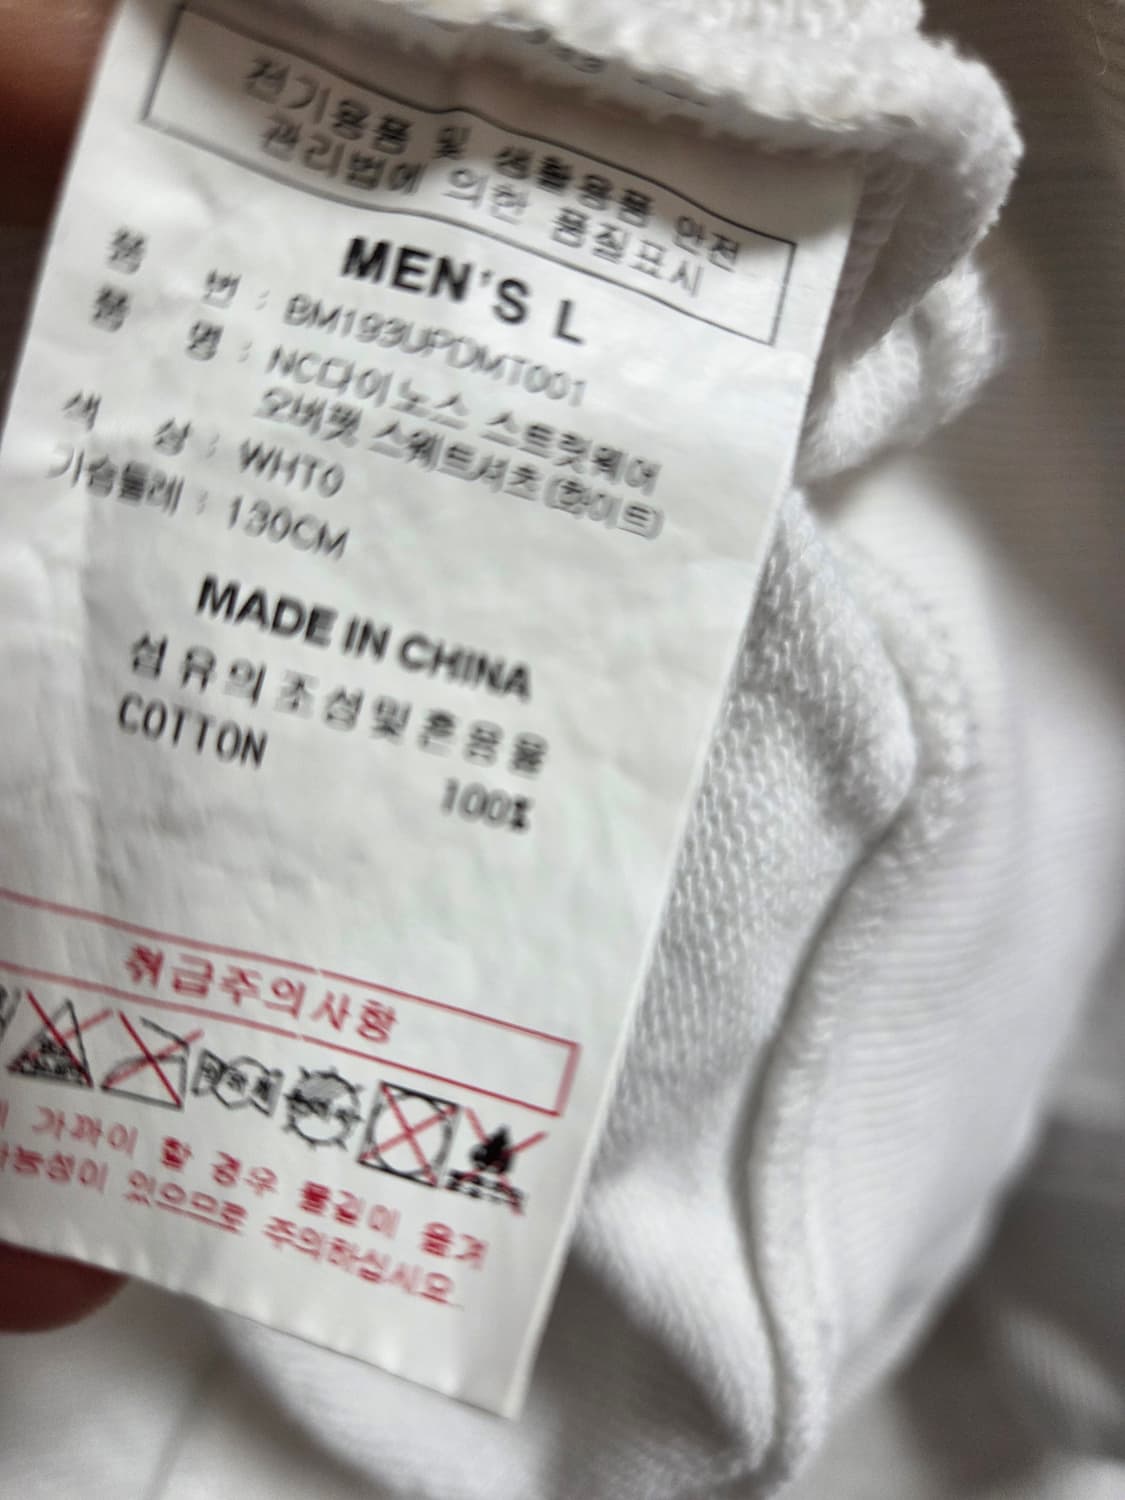 전기용품 및 생활용품 안전
관리법에 의한 품질표시
MEN'S L
품 번 : BM193UPDMT001
품 명 : NC다이노스 스트릿웨어
오버핏 스웨트셔츠(화이트)
색 상 : WHT0
가슴둘레 : 130CM
MADE IN CHINA
섬유의조성및혼용율
COTTON
100%
취급주의사항
가까이 할 경우 불길이 옮겨
가능성이 있으므로 주의하십시요.